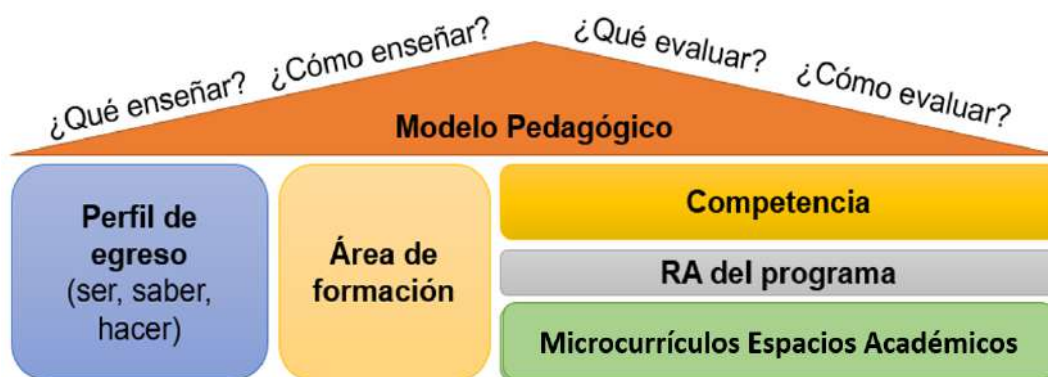 ¿Qué enseñar?
¿Cómo enseñar?
¿Qué evaluar?
¿Cómo evaluar?
Modelo Pedagógico
Perfil de
egreso
(ser, saber,
hacer)
Área de
formación
Competencia
RA del programa
Microcurrículos Espacios Académicos